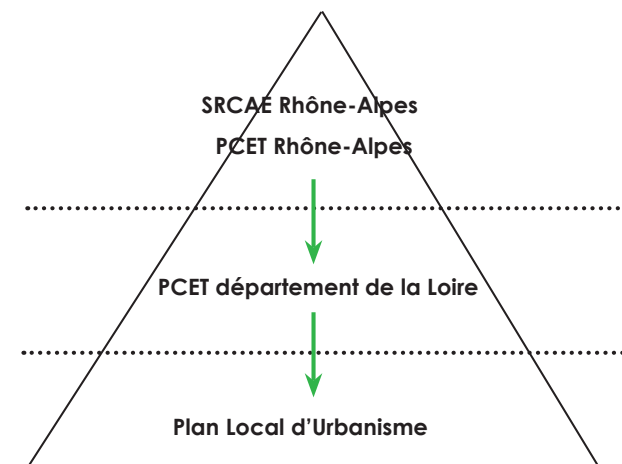 SRCAE Rhône-Alpes
PCET Rhône-Alpes
PCET département de la Loire
Plan Local d’Urbanisme